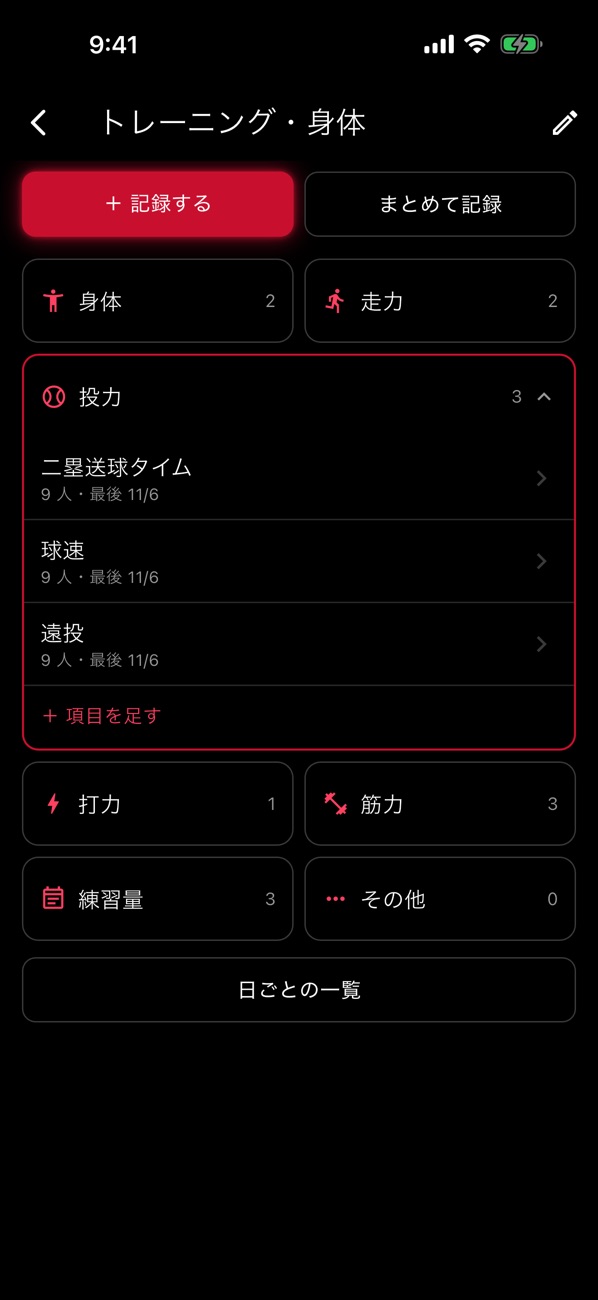 9:41
トレーニング・身体
+ 記録する
まとめて記録
身体 2
走力 2
投力 3
二塁送球タイム
9 人・最後 11/6
球速
9 人・最後 11/6
遠投
9 人・最後 11/6
+ 項目を足す
打力 1
筋力 3
練習量 3
その他 0
日ごとの一覧